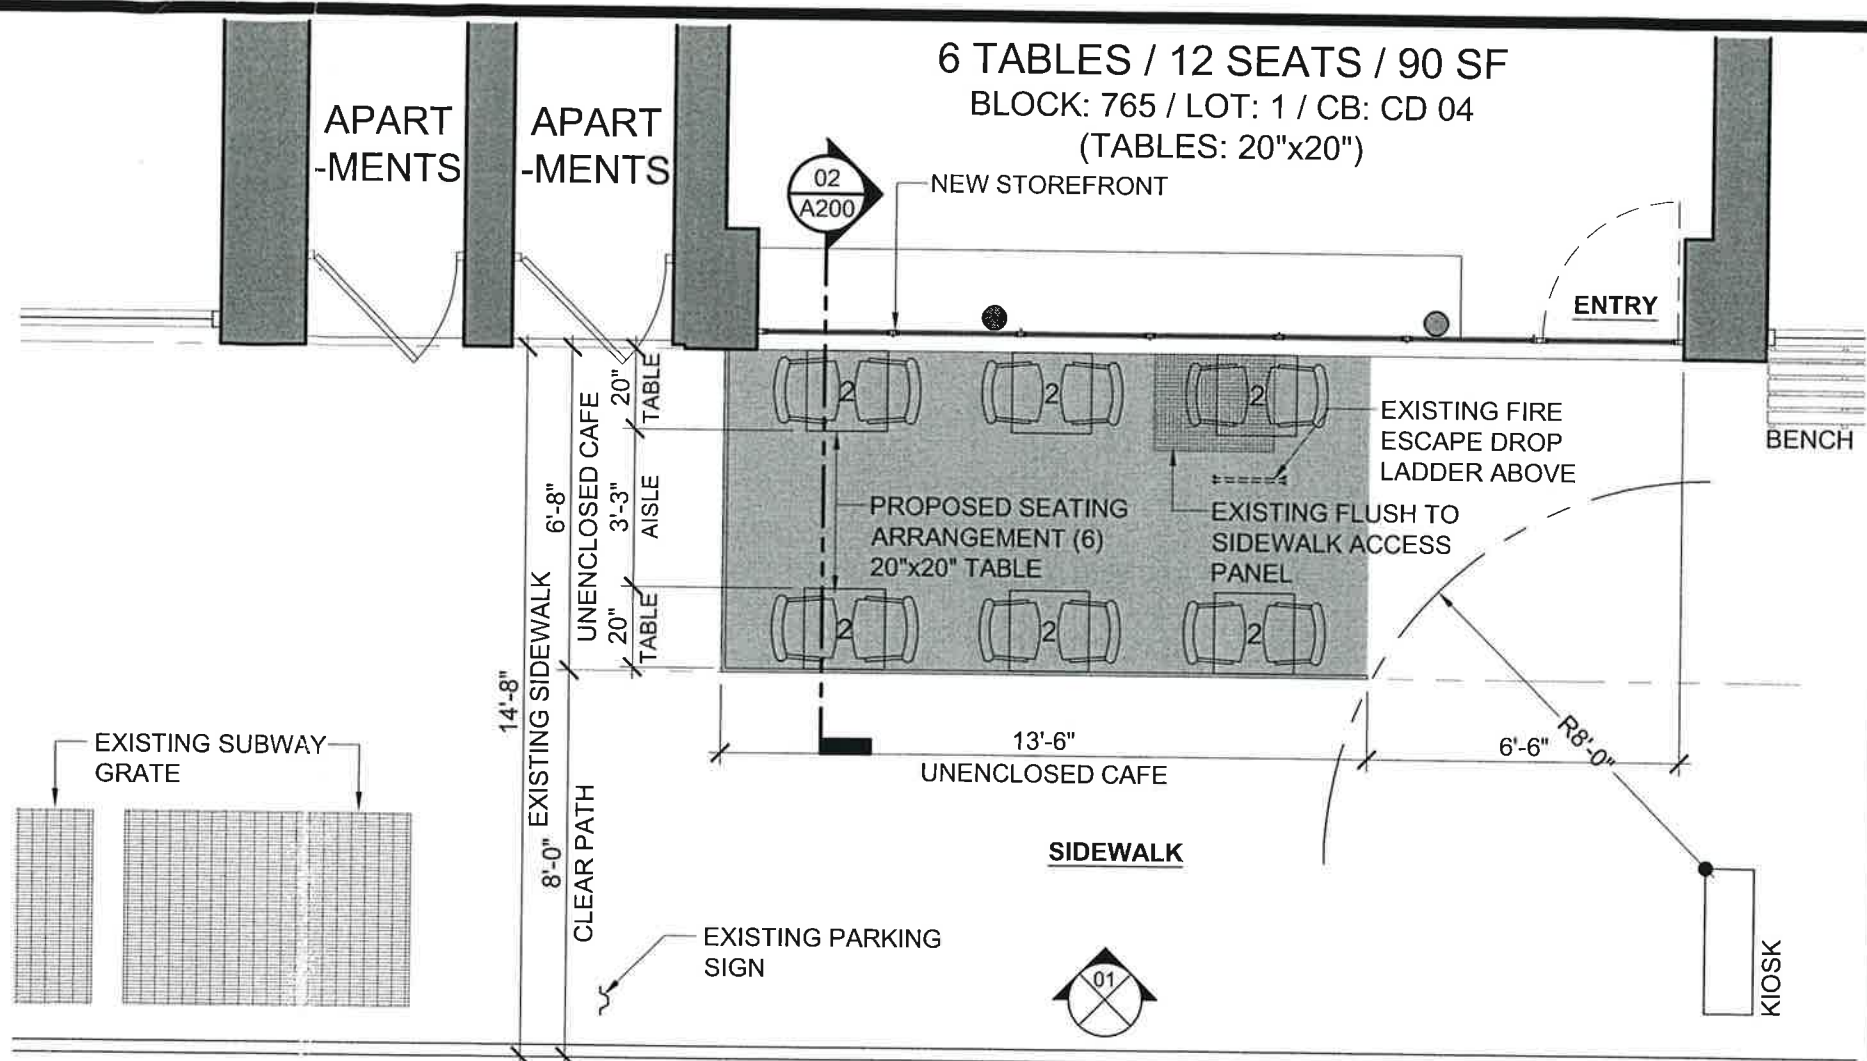 6 TABLES / 12 SEATS / 90 SF
BLOCK: 765 / LOT: 1 / CB: CD 04
(TABLES: 20"x20")
APART
-MENTS
APART
-MENTS
02
A200
NEW STOREFRONT
ENTRY
20"
TABLE
2
2
2
EXISTING FIRE
ESCAPE DROP
LADDER ABOVE
BENCH
6'-8"
UNENCLOSED CAFE
3'-3"
AISLE
PROPOSED SEATING
ARRANGEMENT (6)
20"x20" TABLE
EXISTING FLUSH TO
SIDEWALK ACCESS
PANEL
20"
TABLE
2
2
2
14'-8"
EXISTING SIDEWALK
EXISTING SUBWAY
GRATE
13'-6"
UNENCLOSED CAFE
6'-6"
R8'-0"
8'-0"
CLEAR PATH
SIDEWALK
EXISTING PARKING
SIGN
01
KIOSK